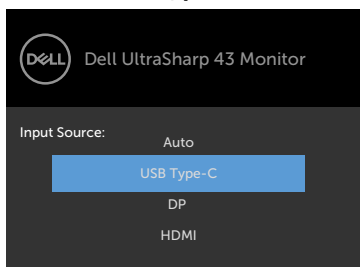 DELL
Dell UltraSharp 43 Monitor
Input Source:
Auto
USB Type-C
DP
HDMI